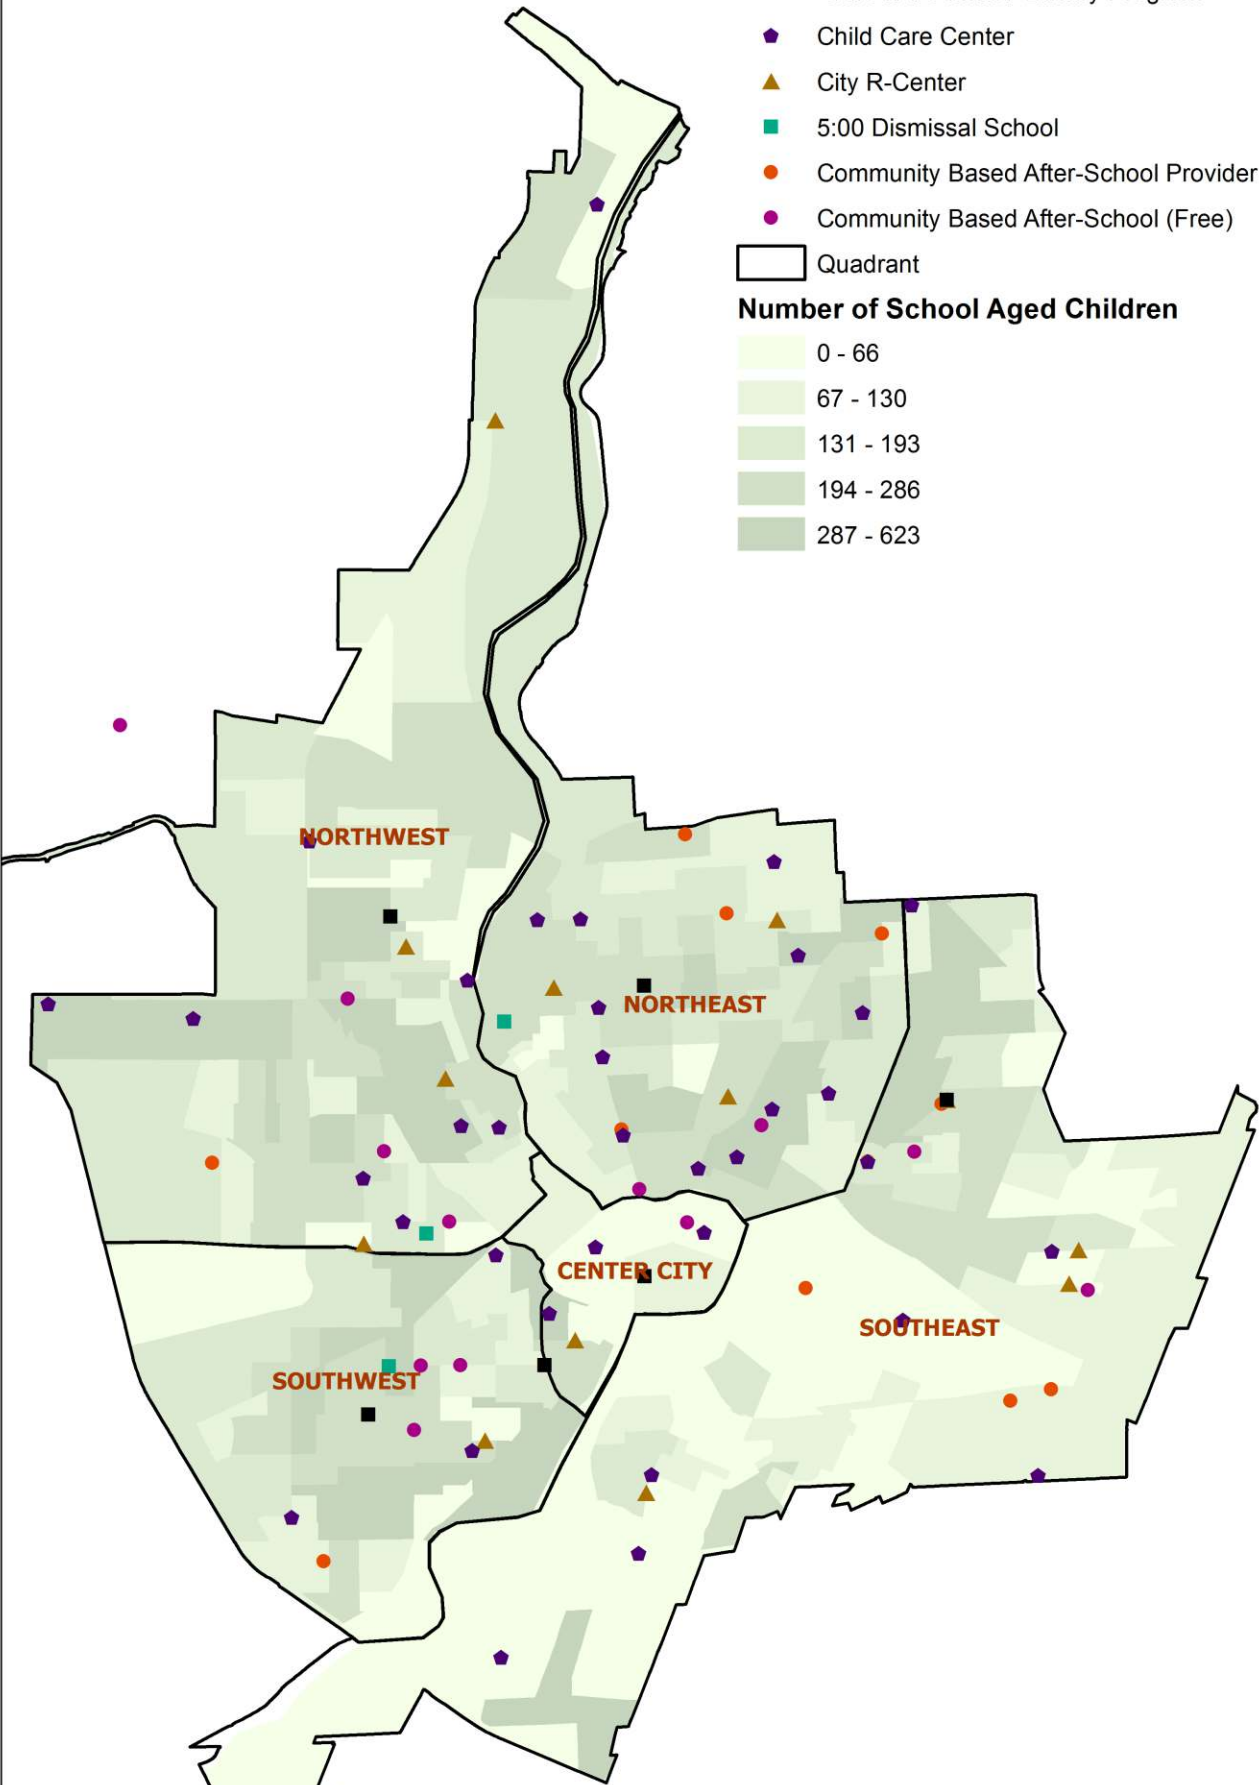 Child Care Center
City R-Center
5:00 Dismissal School
Community Based After-School Provider
Community Based After-School (Free)
Quadrant
Number of School Aged Children
0 - 66
67 - 130
131 - 193
194 - 286
287 - 623
NORTHWEST
NORTHEAST
CENTER CITY
SOUTHEAST
SOUTHWEST